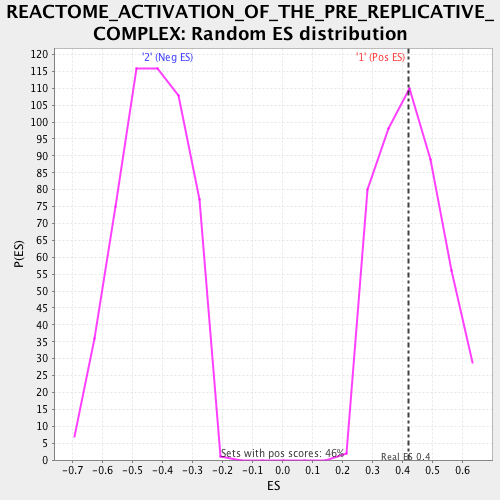 REACTOME_ACTIVATION_OF_THE_PRE_REPLICATIVE_
COMPLEX: Random ES distribution
'2' (Neg ES)
'1' (Pos ES)
120
115
110
105
100
95
90
85
80
75
70
65
60
55
50
45
40
35
30
25
20
15
10
5
0
P(ES)
Sets with pos scores: 46%
Real ES 0.4
-0.7 -0.6 -0.5 -0.4 -0.3 -0.2 -0.1 0.0 0.1 0.2 0.3 0.4 0.5 0.6
ES